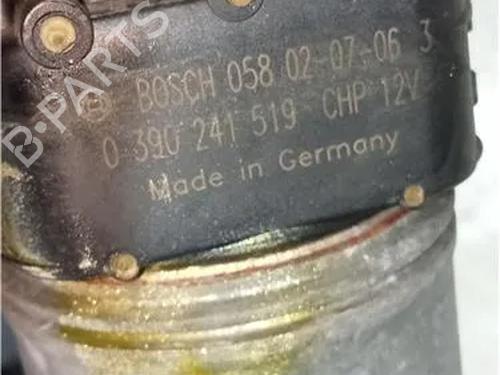 BOSCH 058 02-07-06 3
0 390 241 519 CHP 12V
Made in Germany
B-PARTS